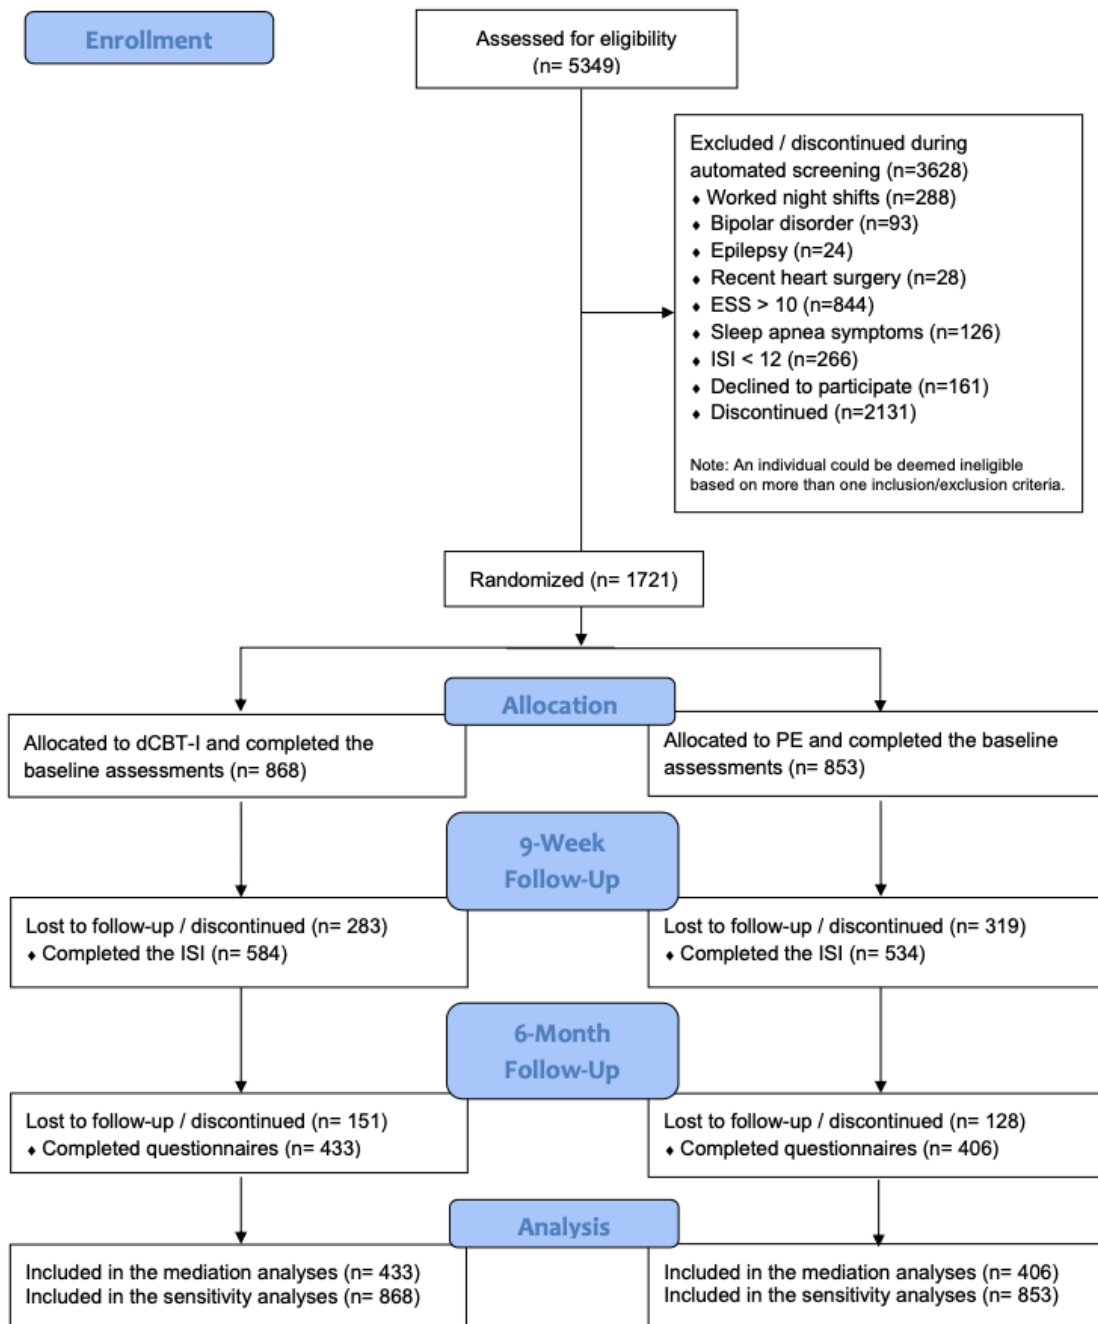 Enrollment
Assessed for eligibility
(n= 5349)
Excluded / discontinued during
automated screening (n=3628)
♦ Worked night shifts (n=288)
♦ Bipolar disorder (n=93)
♦ Epilepsy (n=24)
♦ Recent heart surgery (n=28)
♦ ESS > 10 (n=844)
♦ Sleep apnea symptoms (n=126)
♦ ISI < 12 (n=266)
♦ Declined to participate (n=161)
♦ Discontinued (n=2131)
Note: An individual could be deemed ineligible
based on more than one inclusion/exclusion criteria.
Randomized (n= 1721)
Allocation
Allocated to dCBT-I and completed the
baseline assessments (n= 868)
Allocated to PE and completed the baseline
assessments (n= 853)
9-Week
Follow-Up
Lost to follow-up / discontinued (n= 283)
♦ Completed the ISI (n= 584)
Lost to follow-up / discontinued (n= 319)
♦ Completed the ISI (n= 534)
6-Month
Follow-Up
Lost to follow-up / discontinued (n= 151)
♦ Completed questionnaires (n= 433)
Lost to follow-up / discontinued (n= 128)
♦ Completed questionnaires (n= 406)
Analysis
Included in the mediation analyses (n= 433)
Included in the sensitivity analyses (n= 868)
Included in the mediation analyses (n= 406)
Included in the sensitivity analyses (n= 853)